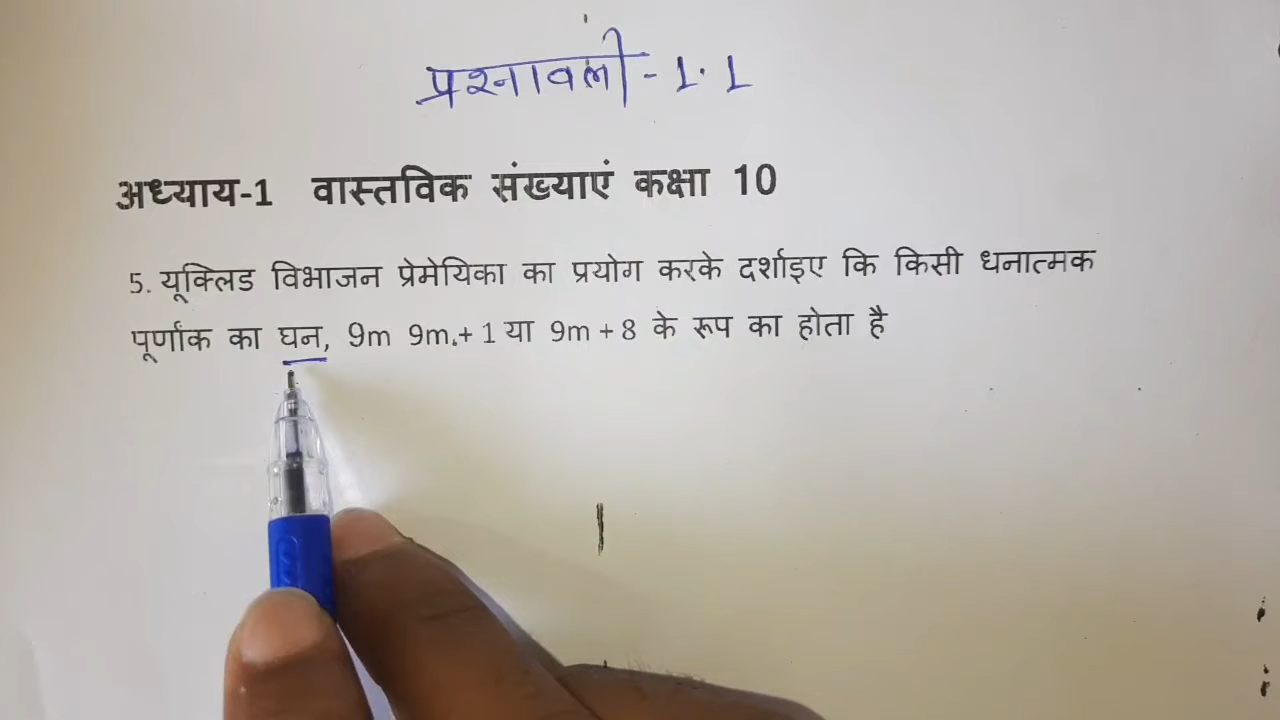 प्रश्नावली - 1.1
अध्याय-1 वास्तविक संख्याएं कक्षा 10
5. यूक्लिड विभाजन प्रेमेयिका का प्रयोग करके दर्शाइए कि किसी धनात्मक
पूर्णांक का घन, 9m 9m + 1 या 9m + 8 के रूप का होता है